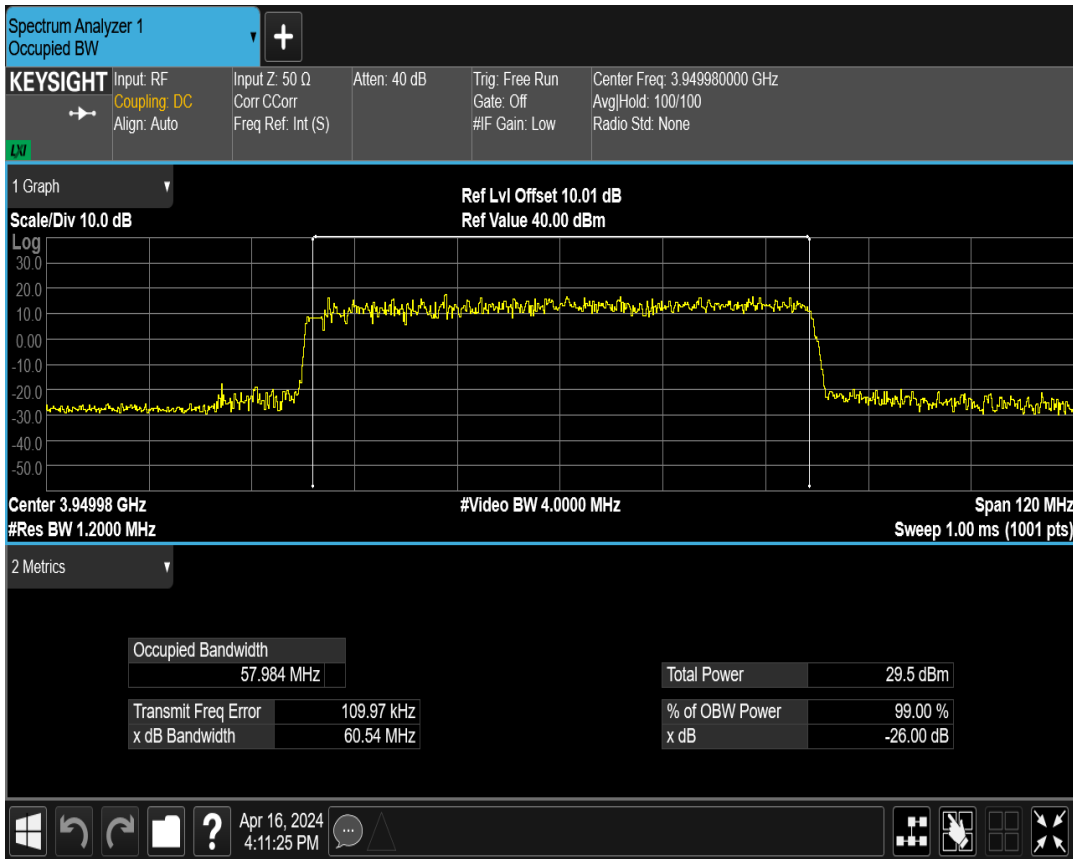 Spectrum Analyzer 1
Occupied BW
+
KEYSIGHT
LXI
Input: RF
Coupling: DC
Align: Auto
Input Z: 50 Ω
Corr CCorr
Freq Ref: Int (S)
Atten: 40 dB
Trig: Free Run
Gate: Off
#IF Gain: Low
Center Freq: 3.949980000 GHz
Avg|Hold: 100/100
Radio Std: None
1 Graph
Scale/Div 10.0 dB
Ref Lvl Offset 10.01 dB
Ref Value 40.00 dBm
Log
30.0
20.0
10.0
0.00
-10.0
-20.0
-30.0
-40.0
-50.0
Center 3.94998 GHz
#Video BW 4.0000 MHz
Span 120 MHz
#Res BW 1.2000 MHz
Sweep 1.00 ms (1001 pts)
2 Metrics
Occupied Bandwidth
57.984 MHz
Total Power 29.5 dBm
Transmit Freq Error 109.97 kHz
% of OBW Power 99.00 %
x dB Bandwidth 60.54 MHz
x dB -26.00 dB
?
Apr 16, 2024
4:11:25 PM